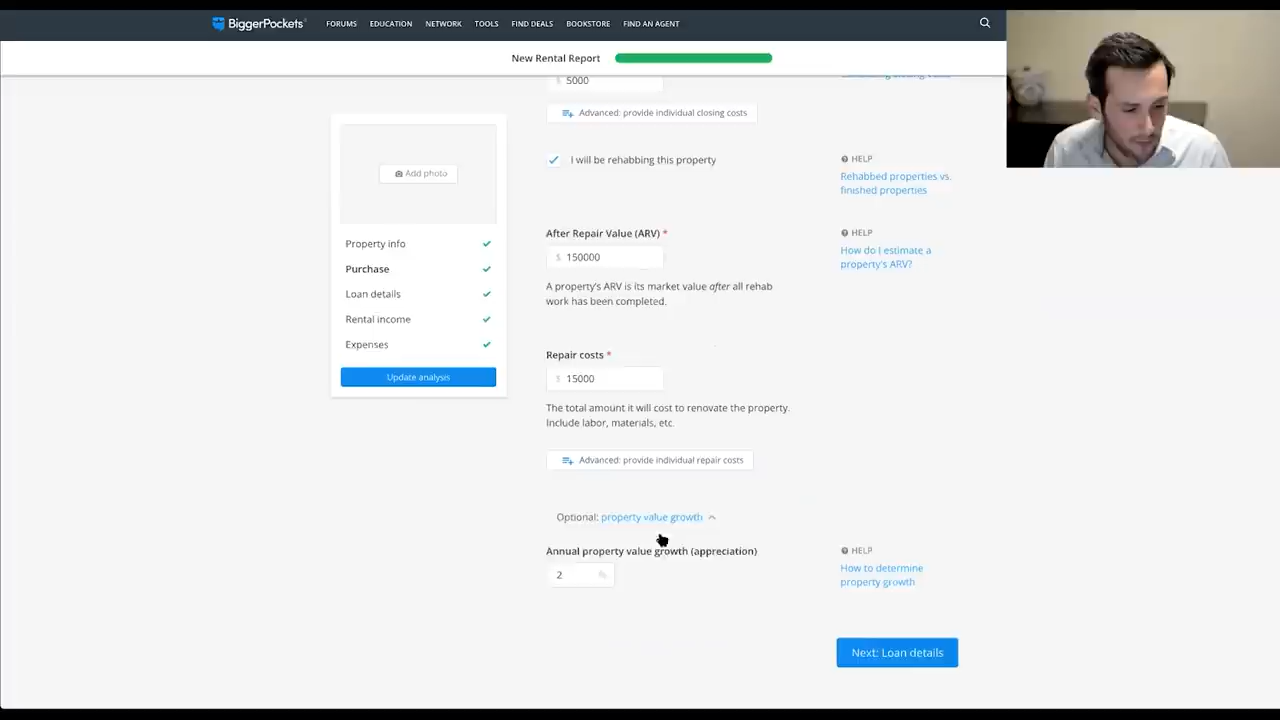 BiggerPockets
FORUMS EDUCATION NETWORK TOOLS FIND DEALS BOOKSTORE FIND AN AGENT
New Rental Report
$ 5000
Advanced: provide individual closing costs
Add photo
Property info
Purchase
Loan details
Rental income
Expenses
Update analysis
I will be rehabbing this property
HELP
Rehabbed properties vs.
finished properties
After Repair Value (ARV) *
$ 150000
A property's ARV is its market value after all rehab
work has been completed.
HELP
How do I estimate a
property's ARV?
Repair costs *
$ 15000
The total amount it will cost to renovate the property.
Include labor, materials, etc.
Advanced: provide individual repair costs
Optional: property value growth
Annual property value growth (appreciation)
2 %
HELP
How to determine
property growth
Next: Loan details